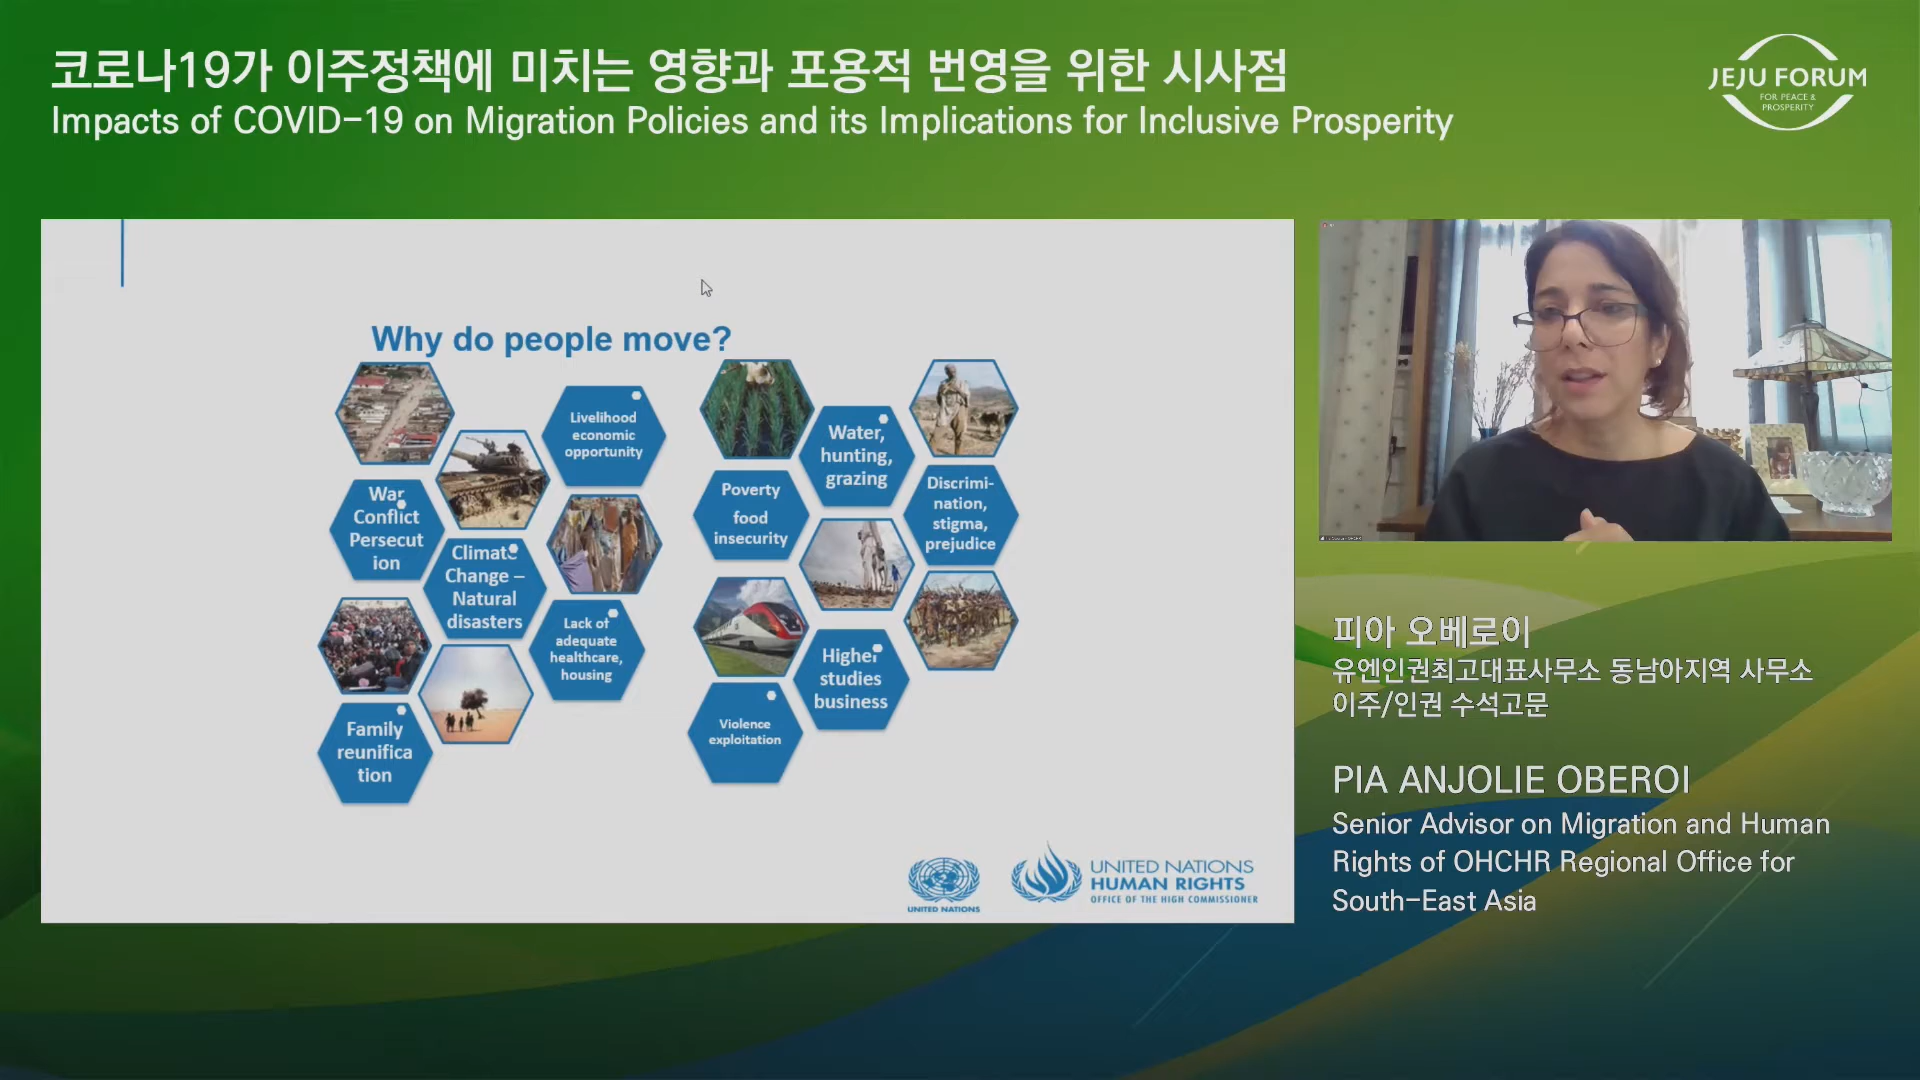 코로나19가 이주정책에 미치는 영향과 포용적 번영을 위한 시사점
Impacts of COVID-19 on Migration Policies and its Implications for Inclusive Prosperity
JEJU FORUM
FOR PEACE &
PROSPERITY
Why do people move?
War
Conflict
Persecut
ion
Climate
Change –
Natural
disasters
Livelihood
economic
opportunity
Lack of
adequate
healthcare,
housing
Family
reunifica
tion
Poverty
food
insecurity
Water,
hunting,
grazing
Discrimi-
nation,
stigma,
prejudice
Higher
studies
business
Violence
exploitation
UNITED NATIONS
UNITED NATIONS
HUMAN RIGHTS
OFFICE OF THE HIGH COMMISSIONER
피아 오베로이
유엔인권최고대표사무소 동남아지역 사무소
이주/인권 수석고문
PIA ANJOLIE OBEROI
Senior Advisor on Migration and Human
Rights of OHCHR Regional Office for
South-East Asia